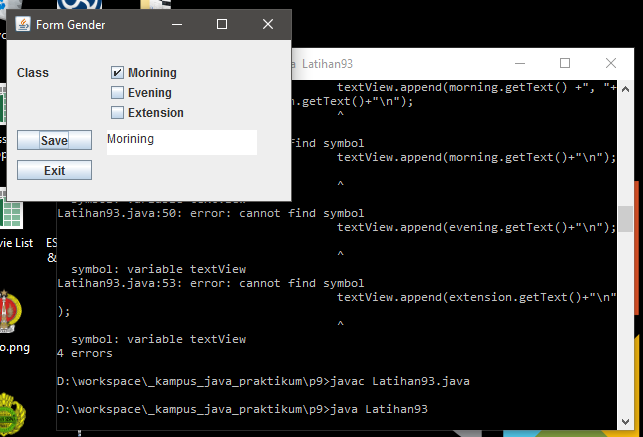 Form Gender
Class
Morining
Evening
Extension
Save
Morining
Exit
Latihan93
textView.append(morning.getText() +", "+
n.getText()+"\n");
^
nd symbol
textView.append(morning.getText()+"\n");
^
Latihan93.java:50: error: cannot find symbol
textView.append(evening.getText()+"\n");
^
symbol: variable textView
Latihan93.java:53: error: cannot find symbol
textView.append(extension.getText()+"\n"
);
^
symbol: variable textView
4 errors
D:\workspace\_kampus_java_praktikum\p9>javac Latihan93.java
D:\workspace\_kampus_java_praktikum\p9>java Latihan93
vie List
ES
&
o.png